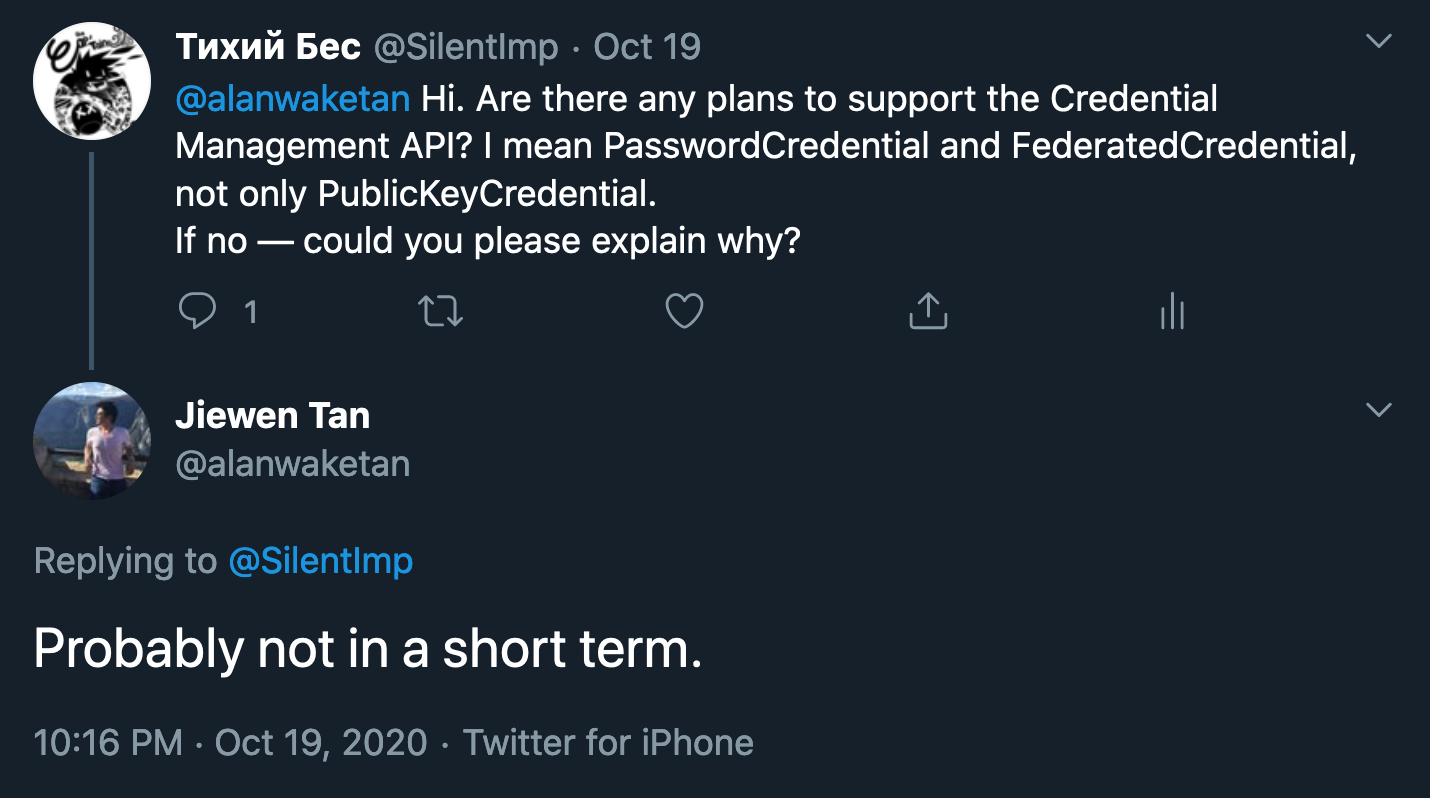 Тихий Бес @SilentImp · Oct 19
@alanwaketan Hi. Are there any plans to support the Credential
Management API? I mean PasswordCredential and FederatedCredential,
not only PublicKeyCredential.
If no — could you please explain why?
1
Jiewen Tan
@alanwaketan
Replying to @SilentImp
Probably not in a short term.
10:16 PM · Oct 19, 2020 · Twitter for iPhone